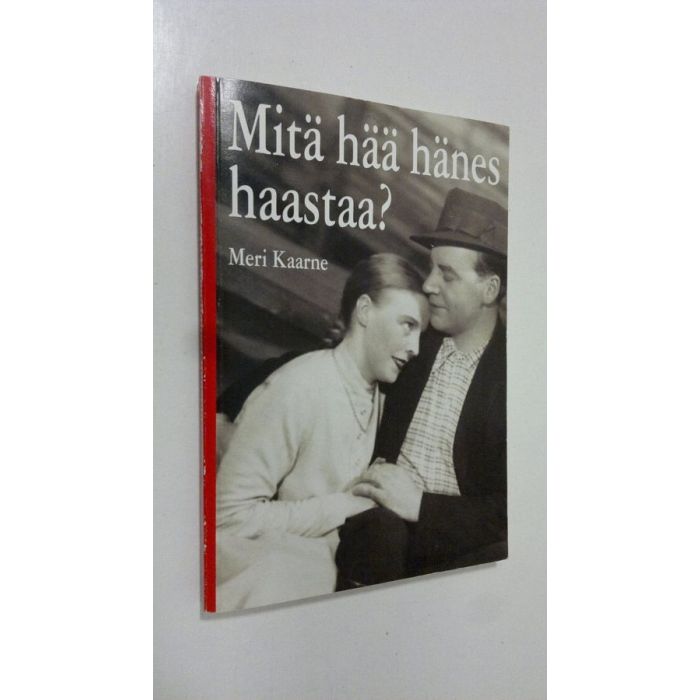 Mitä hää hänes
haastaa?
Meri Kaarne